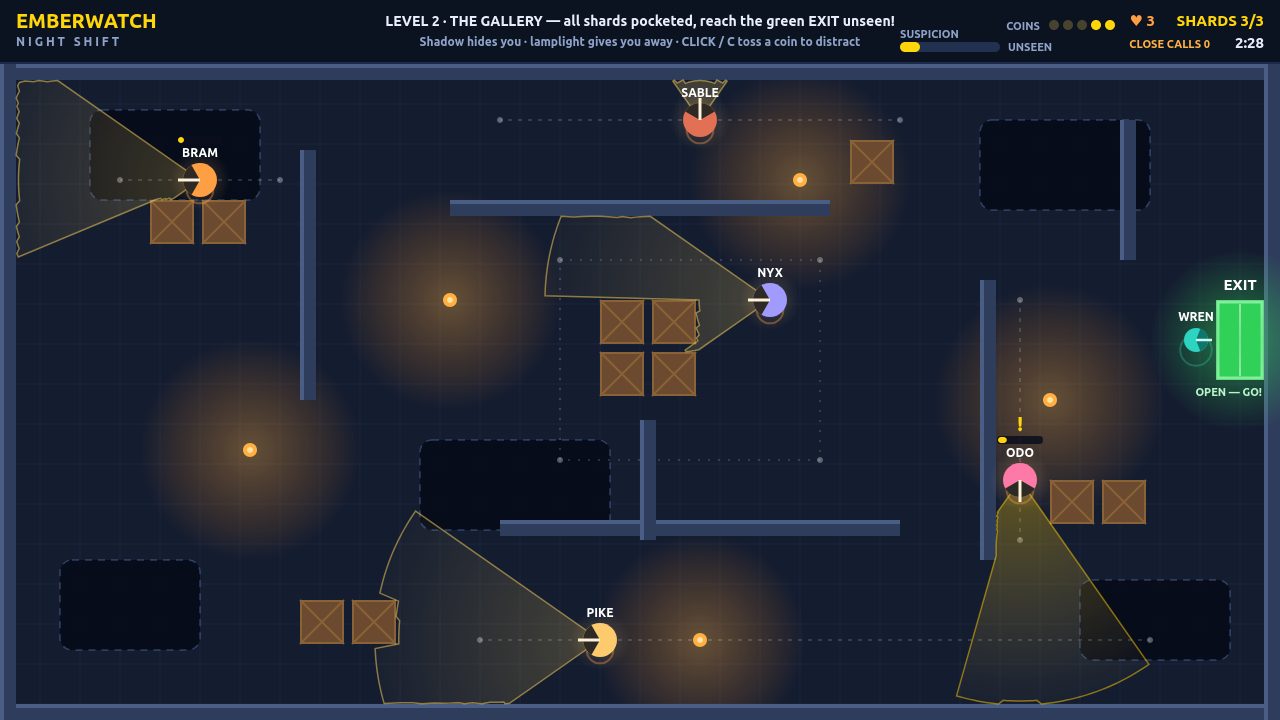 EMBERWATCH
NIGHT SHIFT
LEVEL 2 · THE GALLERY — all shards pocketed, reach the green EXIT unseen!
Shadow hides you · lamplight gives you away · CLICK / C toss a coin to distract
SUSPICION
UNSEEN
COINS
♥ 3
SHARDS 3/3
CLOSE CALLS 0
2:28
SABLE
BRAM
NYX
EXIT
WREN
OPEN — GO!
!
ODO
PIKE